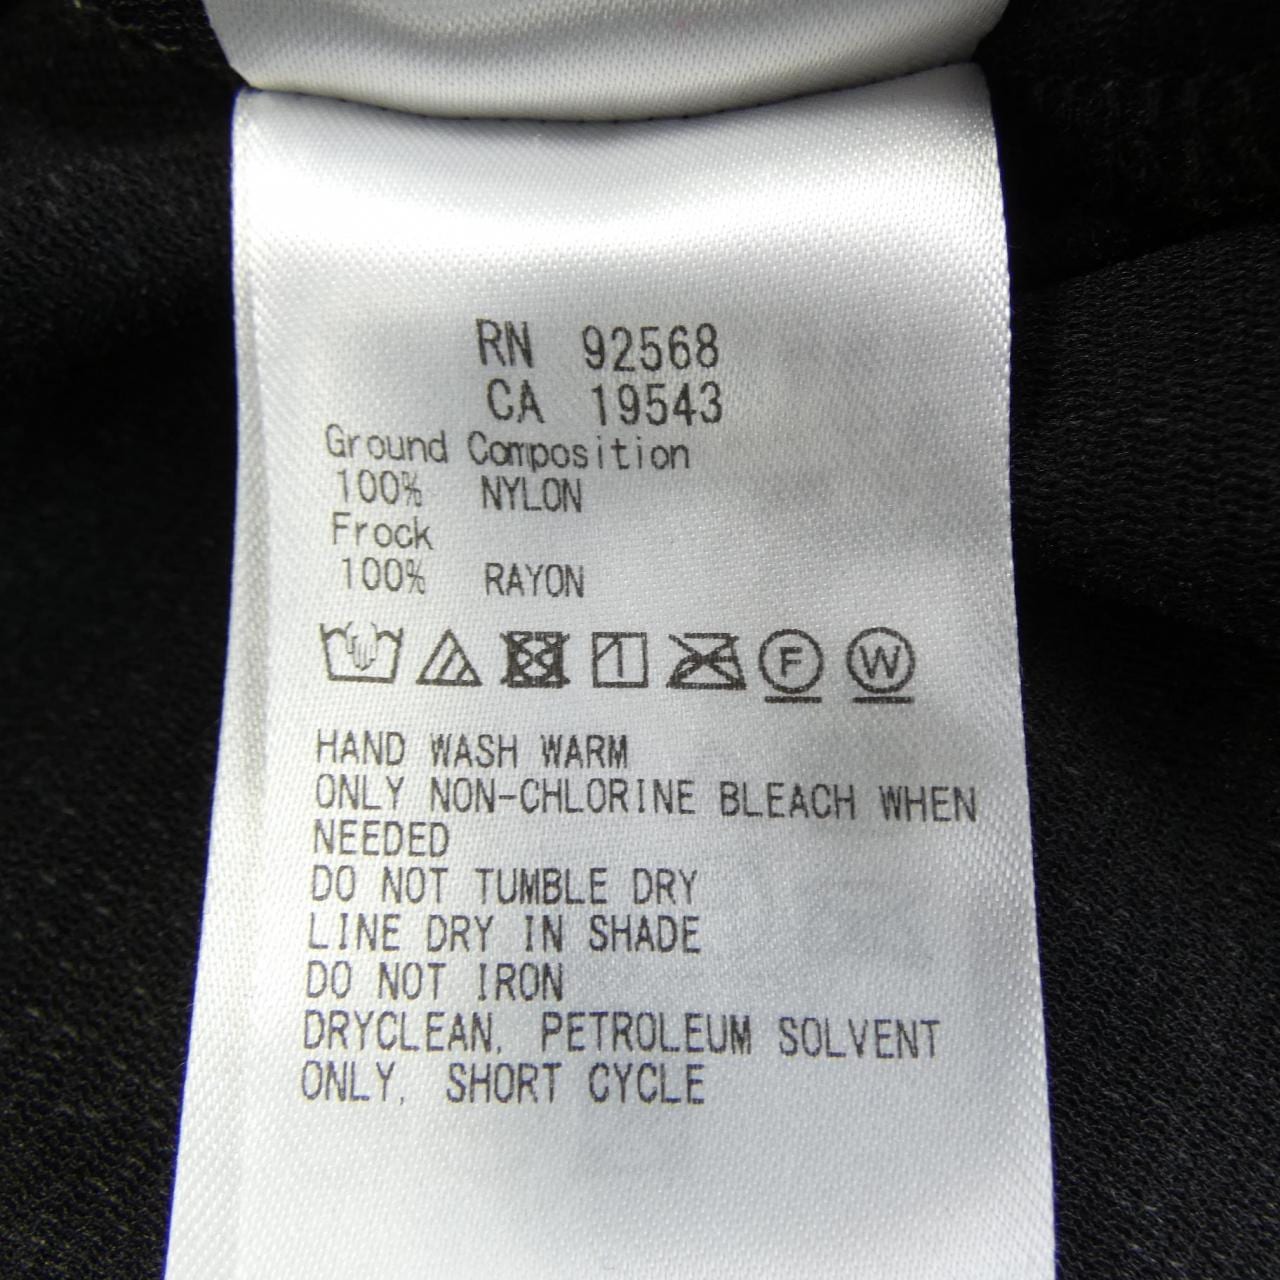 RN 92568
CA 19543
Ground Composition
100% NYLON
Frock
100% RAYON
F W
HAND WASH WARM
ONLY NON-CHLORINE BLEACH WHEN
NEEDED
DO NOT TUMBLE DRY
LINE DRY IN SHADE
DO NOT IRON
DRYCLEAN, PETROLEUM SOLVENT
ONLY, SHORT CYCLE